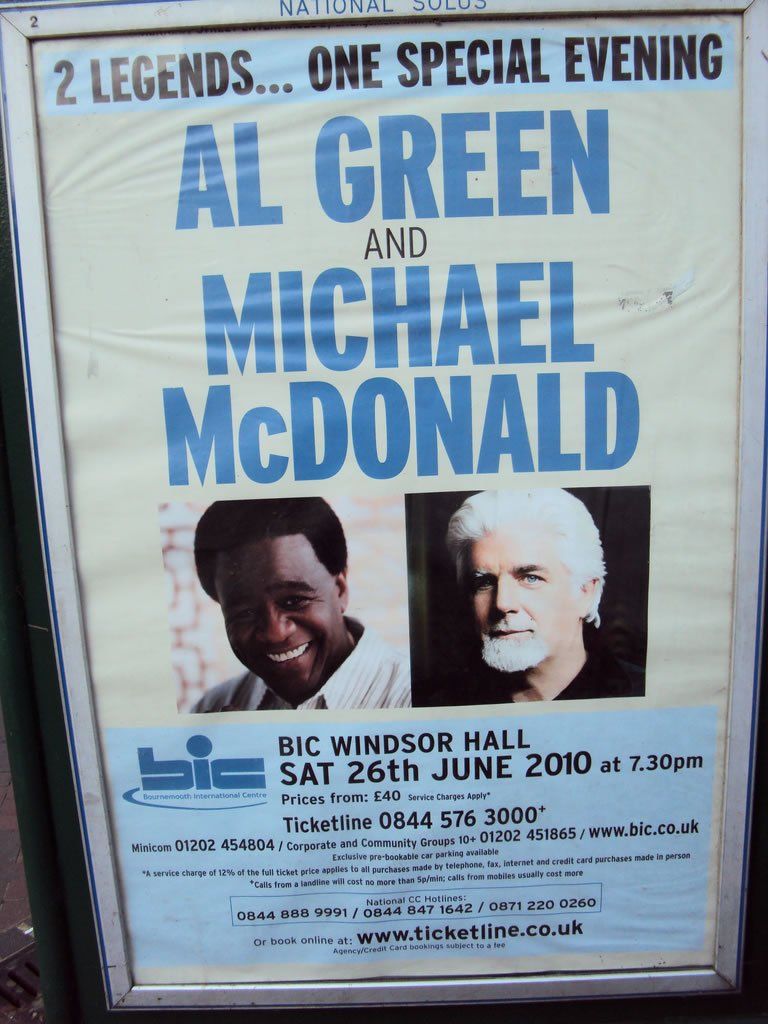 NATIONAL SOLUS
2
2 LEGENDS... ONE SPECIAL EVENING
AL GREEN
AND
MICHAEL
McDONALD
bic
Bournemouth International Centre
BIC WINDSOR HALL
SAT 26th JUNE 2010 at 7.30pm
Prices from: £40 Service Charges Apply*
Ticketline 0844 576 3000+
Minicom 01202 454804 / Corporate and Community Groups 10+ 01202 451865 / www.bic.co.uk
Exclusive pre-bookable car parking available
*A service charge of 12% of the full ticket price applies to all purchases made by telephone, fax, internet and credit card purchases made in person
+Calls from a landline will cost no more than 5p/min; calls from mobiles usually cost more
National CC Hotlines:
0844 888 9991 / 0844 847 1642 / 0871 220 0260
Or book online at: www.ticketline.co.uk
Agency/Credit Card bookings subject to a fee